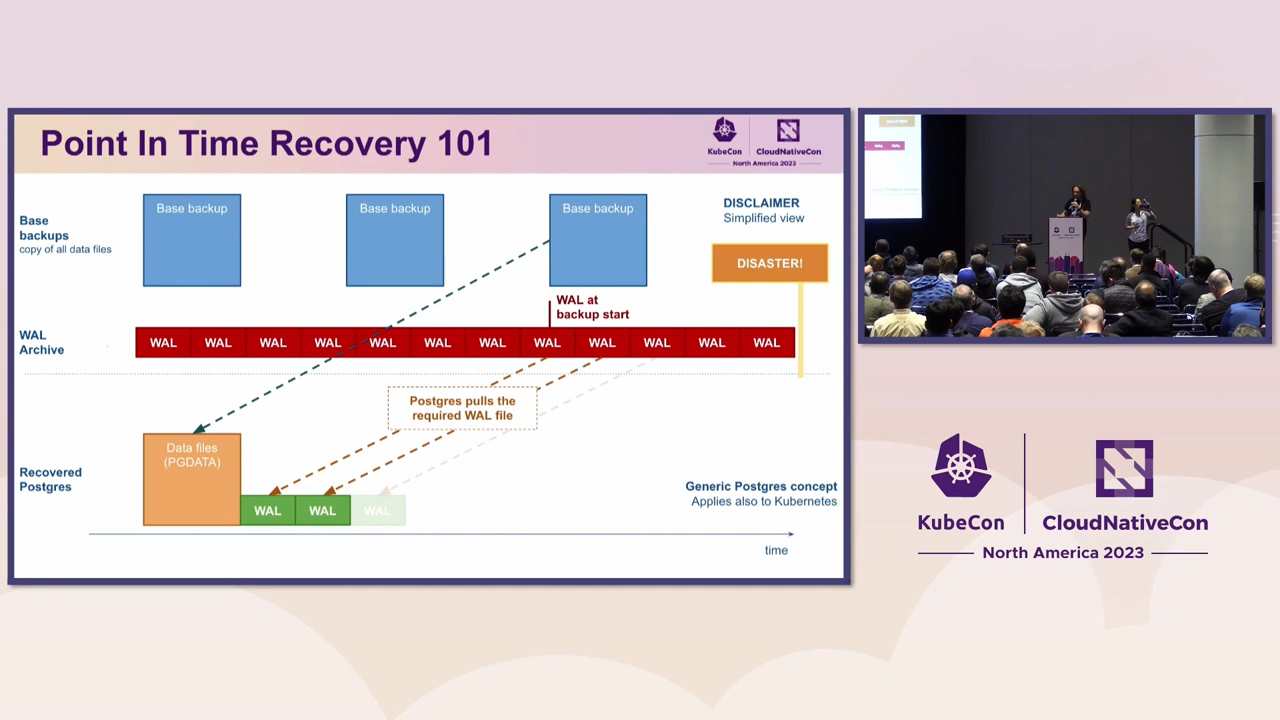 Point In Time Recovery 101
KubeCon
CloudNativeCon
North America 2023
Base backups
copy of all data files
Base backup
Base backup
Base backup
DISCLAIMER
Simplified view
DISASTER!
WAL at
backup start
WAL
Archive
WAL WAL WAL WAL WAL WAL WAL WAL WAL WAL WAL WAL
Postgres pulls the
required WAL file
Recovered
Postgres
Data files
(PGDATA)
WAL WAL WAL
Generic Postgres concept
Applies also to Kubernetes
time
DISASTER!
WAL WAL
KubeCon
CloudNativeCon
North America 2023